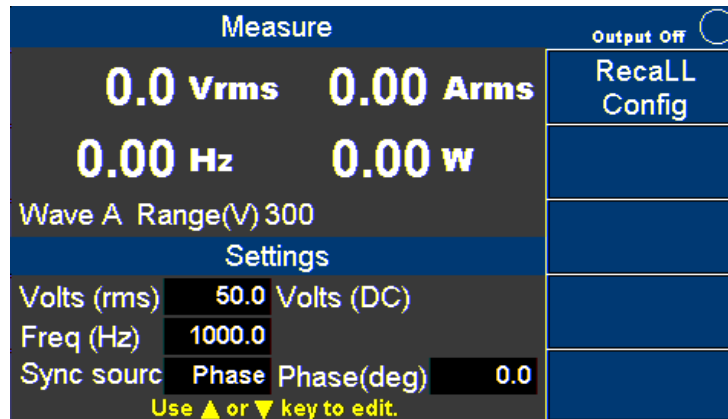 Measure
Output Off
0.0 Vrms 0.00 Arms
RecaLL
Config
0.00 Hz 0.00 W
Wave A Range(V) 300
Settings
Volts (rms) 50.0 Volts (DC)
Freq (Hz) 1000.0
Sync sourc Phase Phase(deg) 0.0
Use ▲ or ▼ key to edit.